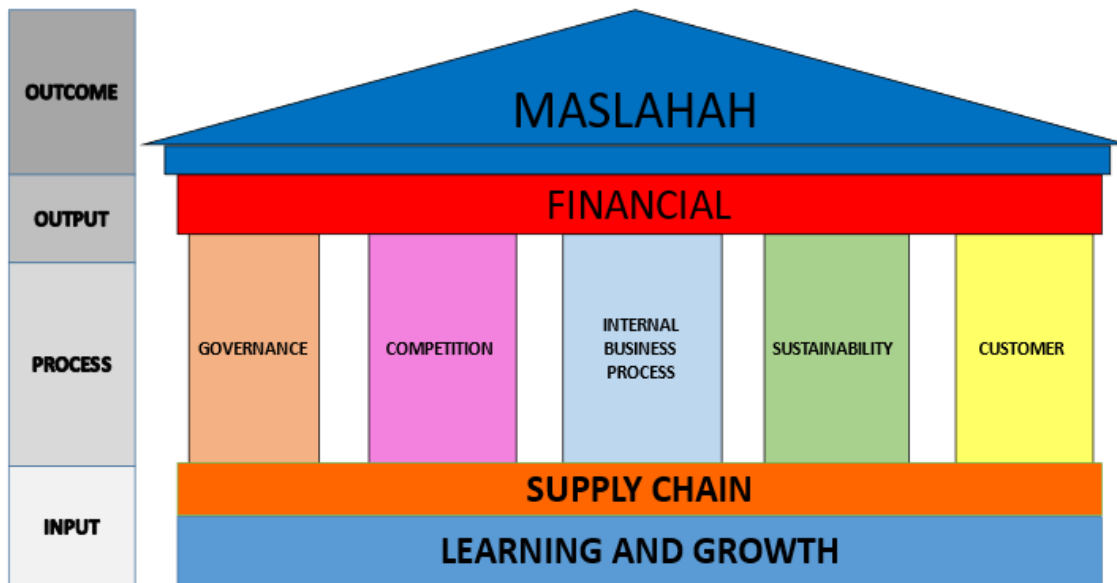 OUTCOME
MASLAHAH
OUTPUT
FINANCIAL
PROCESS
GOVERNANCE
COMPETITION
INTERNAL
BUSINESS
PROCESS
SUSTAINABILITY
CUSTOMER
INPUT
SUPPLY CHAIN
LEARNING AND GROWTH